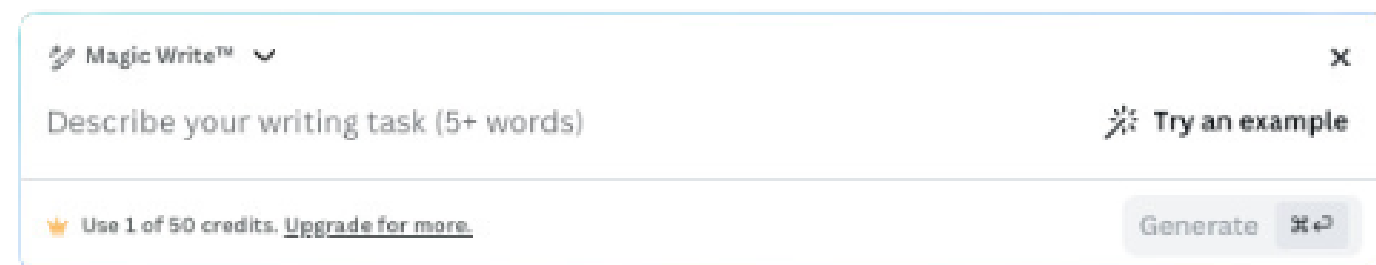 Magic Write™
Describe your writing task (5+ words)
Try an example
Use 1 of 50 credits. Upgrade for more.
Generate ⌘⏎